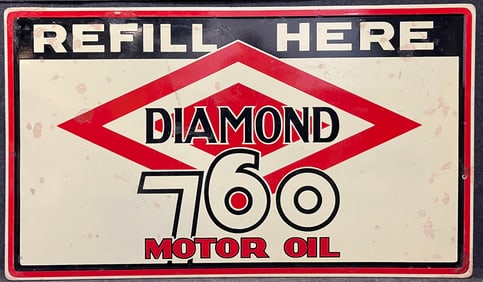 REFILL HERE
DIAMOND
760
MOTOR OIL